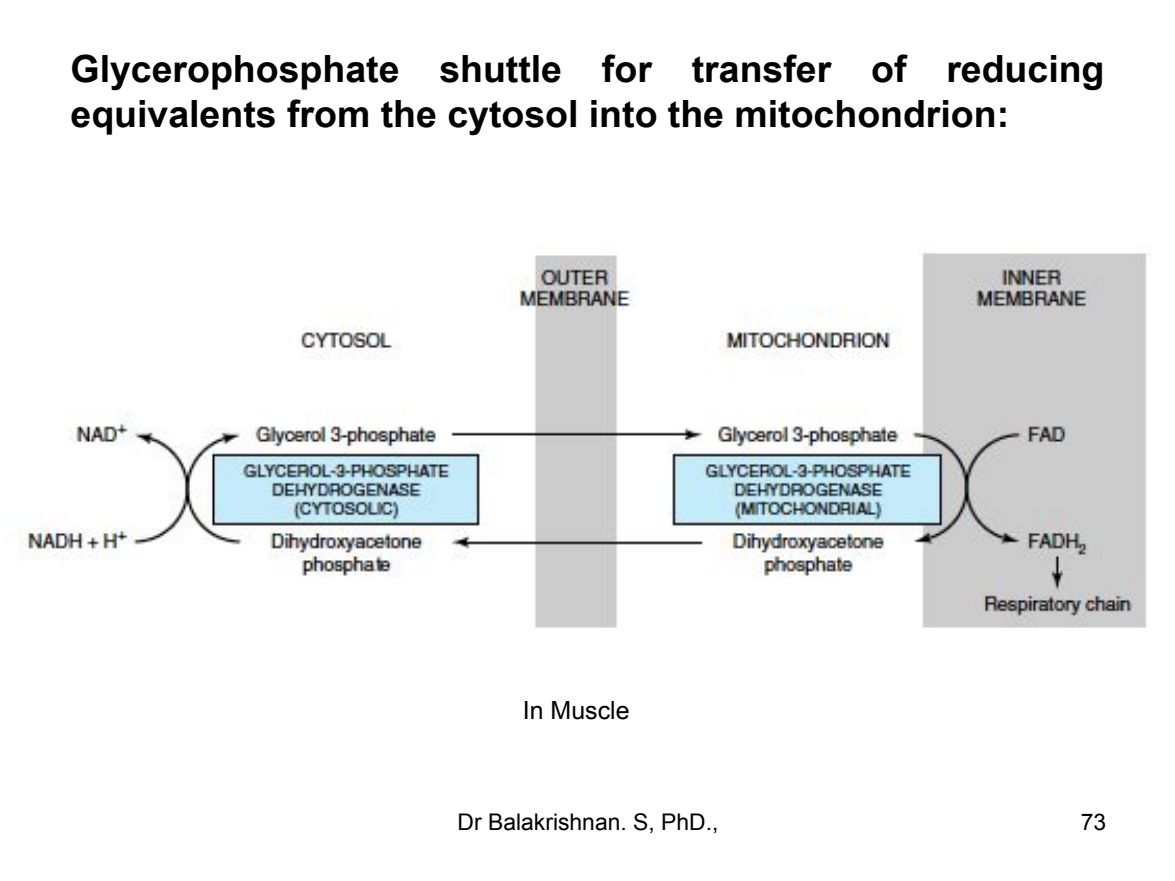 Glycerophosphate shuttle for transfer of reducing
equivalents from the cytosol into the mitochondrion:
OUTER
MEMBRANE
INNER
MEMBRANE
CYTOSOL
MITOCHONDRION
NAD⁺
Glycerol 3-phosphate
Glycerol 3-phosphate
FAD
GLYCEROL-3-PHOSPHATE
DEHYDROGENASE
(CYTOSOLIC)
GLYCEROL-3-PHOSPHATE
DEHYDROGENASE
(MITOCHONDRIAL)
NADH + H⁺
Dihydroxyacetone
phosphate
Dihydroxyacetone
phosphate
FADH₂
Respiratory chain
In Muscle
Dr Balakrishnan. S, PhD.,
73